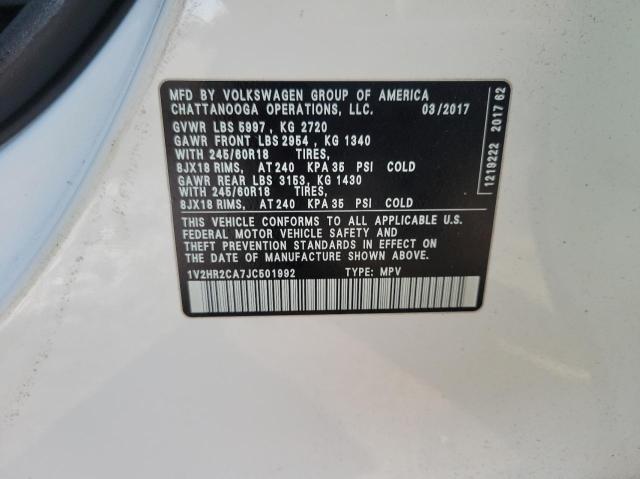 MFD BY VOLKSWAGEN GROUP OF AMERICA
CHATTANOOGA OPERATIONS, LLC. 03/2017
GVWR LBS 5997 , KG 2720
GAWR FRONT LBS 2954 , KG 1340
WITH 245/60R18 TIRES,
8JX18 RIMS, AT 240 KPA 35 PSI COLD
GAWR REAR LBS 3153, KG 1430
WITH 245/60R18 TIRES,
8JX18 RIMS, AT 240 KPA 35 PSI COLD
THIS VEHICLE CONFORMS TO ALL APPLICABLE U.S.
FEDERAL MOTOR VEHICLE SAFETY AND
THEFT PREVENTION STANDARDS IN EFFECT ON
THE DATE OF MANUFACTURE SHOWN ABOVE.
1V2HR2CA7JC501992 TYPE: MPV
1219222 2017 62